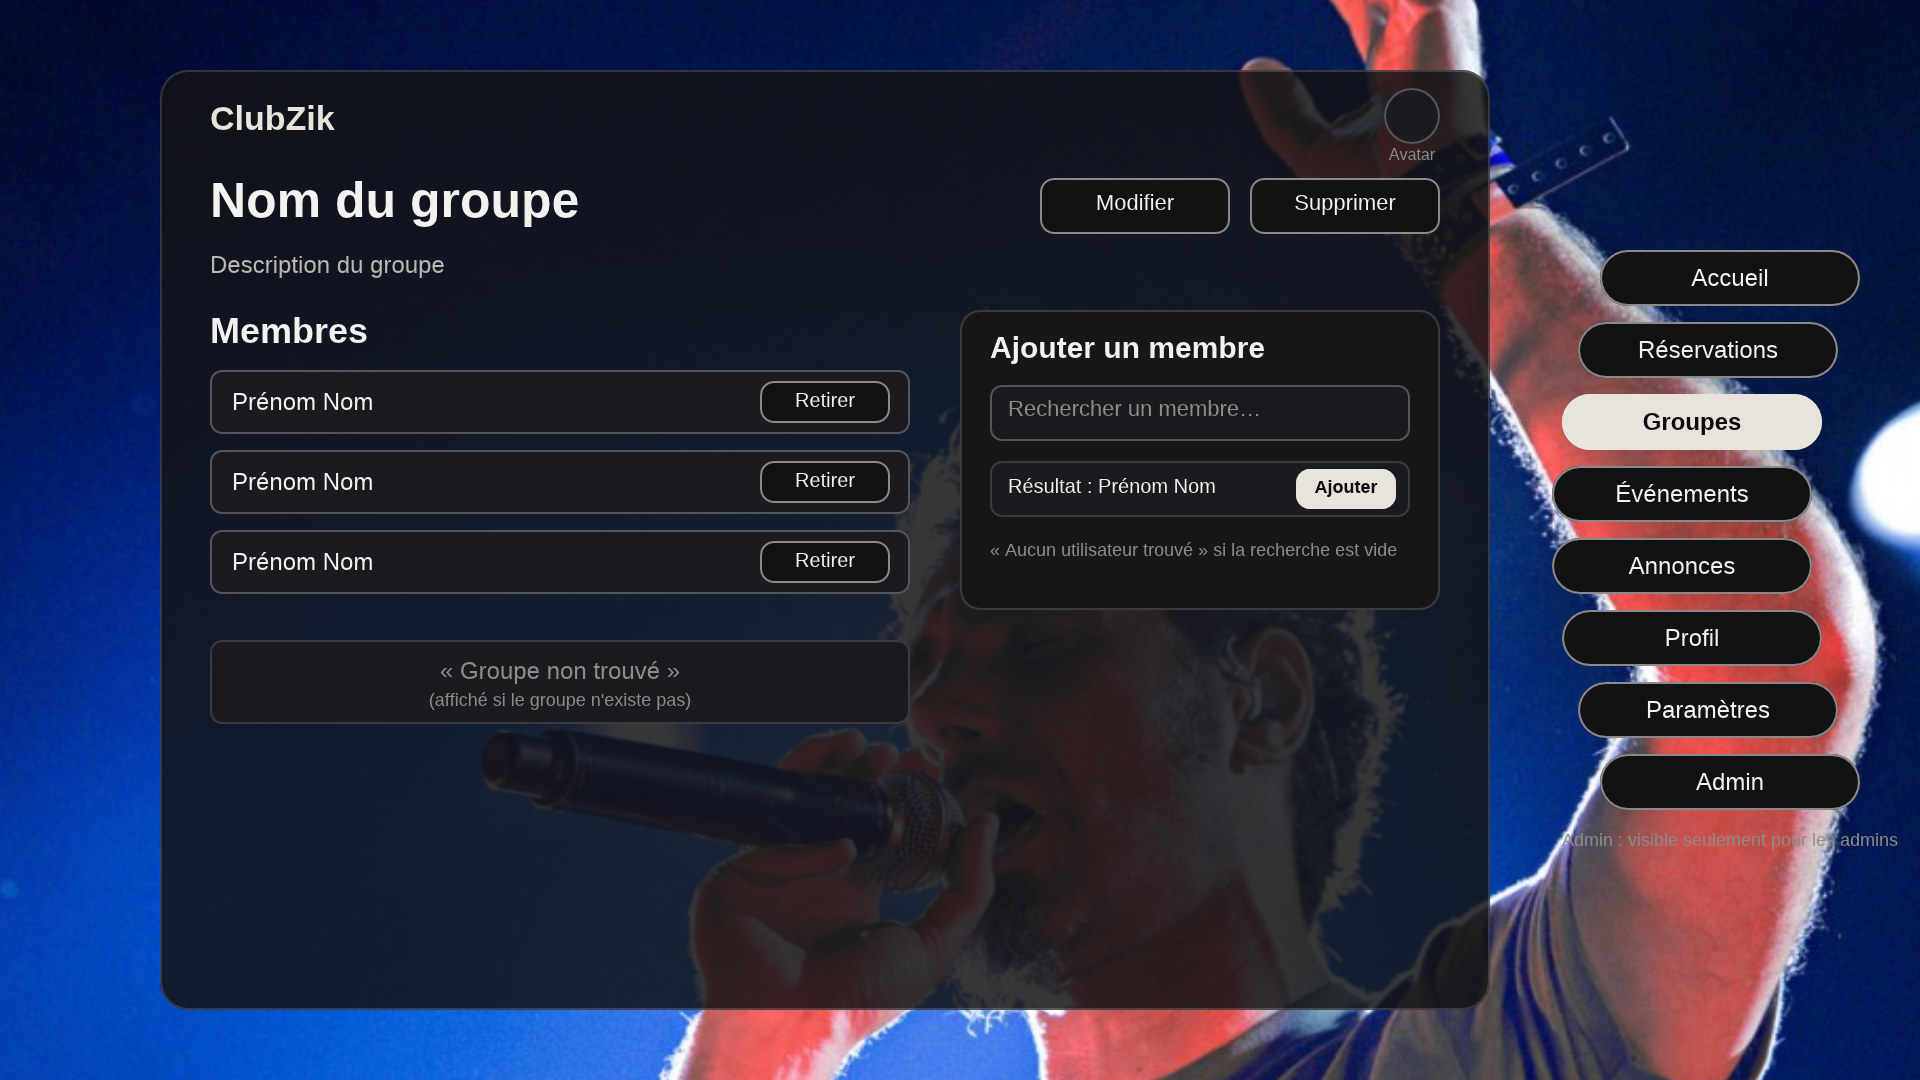 ClubZik
Avatar
Nom du groupe
Modifier
Supprimer
Description du groupe
Membres
Prénom Nom
Retirer
Prénom Nom
Retirer
Prénom Nom
Retirer
« Groupe non trouvé »
(affiché si le groupe n'existe pas)
Ajouter un membre
Rechercher un membre…
Résultat : Prénom Nom
Ajouter
« Aucun utilisateur trouvé » si la recherche est vide
Accueil
Réservations
Groupes
Événements
Annonces
Profil
Paramètres
Admin
Admin : visible seulement pour les admins